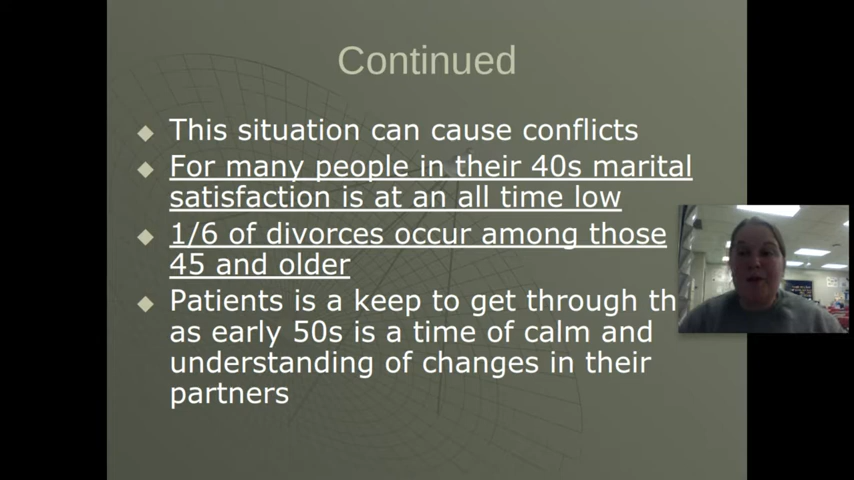 Continued
This situation can cause conflicts
For many people in their 40s marital
satisfaction is at an all time low
1/6 of divorces occur among those
45 and older
Patients is a keep to get through th
as early 50s is a time of calm and
understanding of changes in their
partners